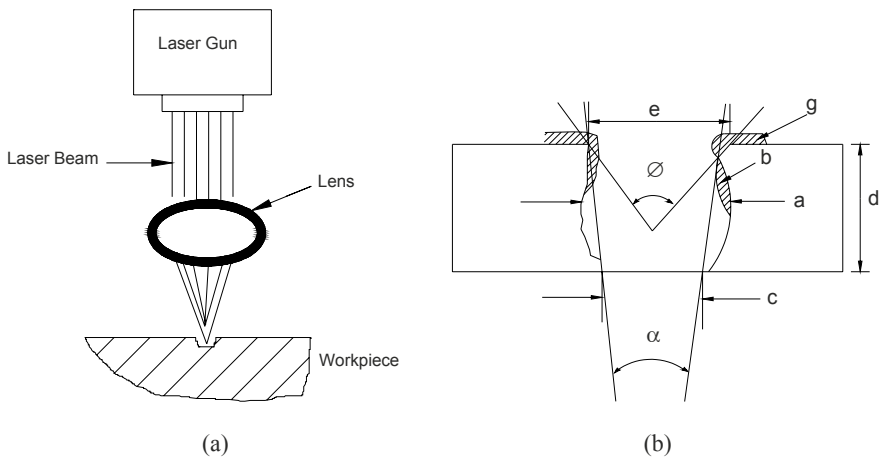 Laser Gun
Laser Beam
Lens
Workpiece
(a)
e
g
∅
b
a
d
c
α
(b)